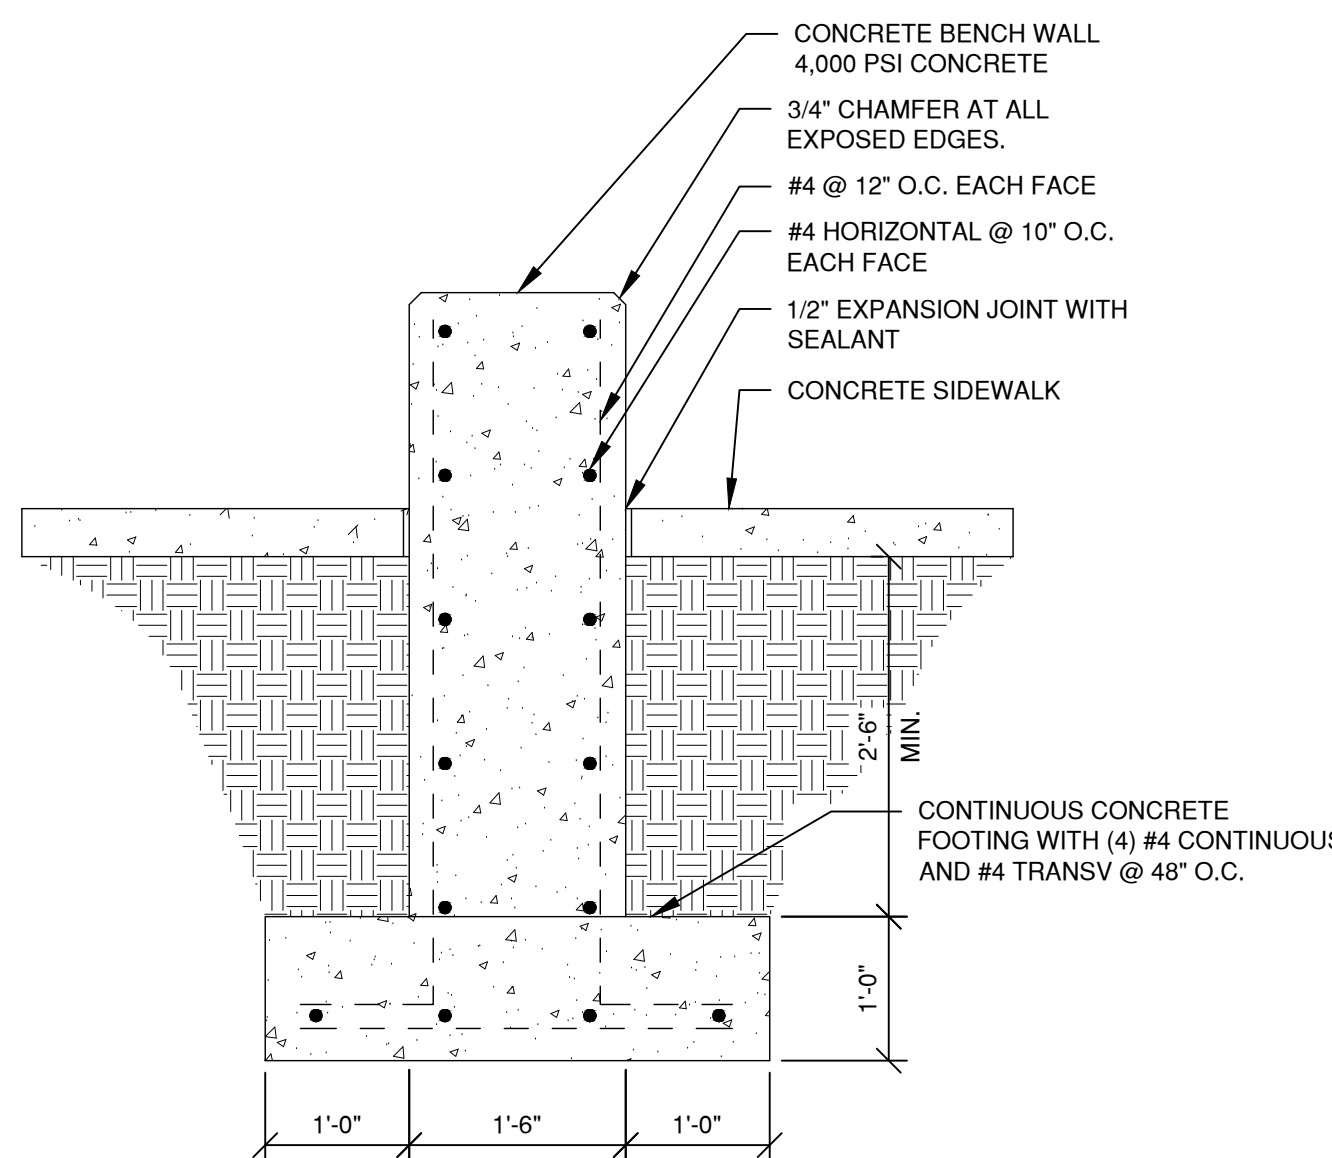 CONCRETE BENCH WALL
4,000 PSI CONCRETE
3/4" CHAMFER AT ALL
EXPOSED EDGES.
#4 @ 12" O.C. EACH FACE
#4 HORIZONTAL @ 10" O.C.
EACH FACE
1/2" EXPANSION JOINT WITH
SEALANT
CONCRETE SIDEWALK
2'-6"
MIN.
CONTINUOUS CONCRETE
FOOTING WITH (4) #4 CONTINUOUS
AND #4 TRANSV @ 48" O.C.
1'-0"
1'-0"
1'-6"
1'-0"